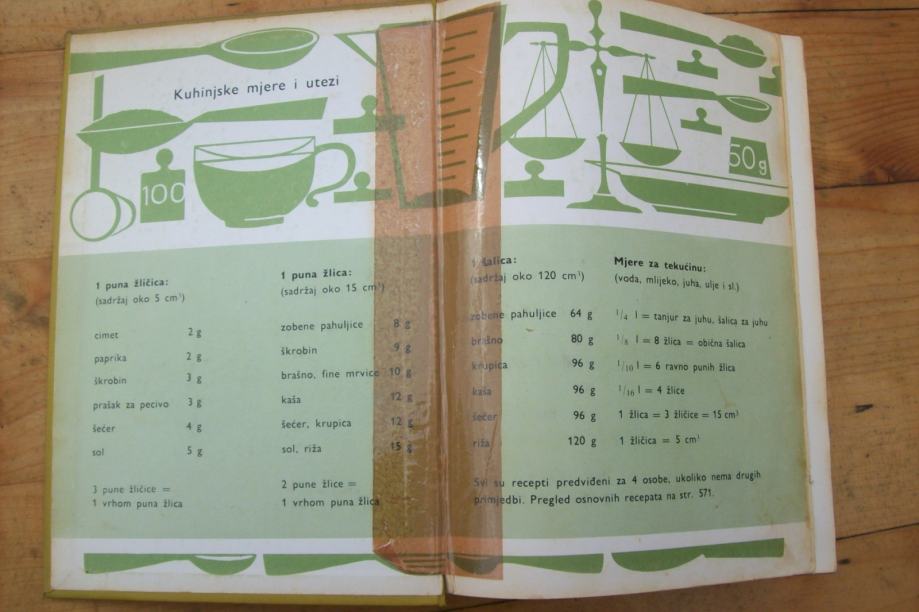 Kuhinjske mjere i utezi
100
50g
1 puna žličica:
(sadržaj oko 5 cm³)
cimet 2 g
paprika 2 g
škrobin 3 g
prašak za pecivo 3 g
šećer 4 g
sol 5 g
3 pune žličice =
1 vrhom puna žlica
1 puna žlica:
(sadržaj oko 15 cm³)
zobene pahuljice 8 g
škrobin 9 g
brašno, fine mrvice 10 g
kaša 12 g
šećer, krupica 12 g
sol, riža 15 g
2 pune žlice =
1 vrhom puna žlica
1 šalica:
(sadržaj oko 120 cm³)
zobene pahuljice 64 g
brašno 80 g
krupica 96 g
kaša 96 g
šećer 96 g
riža 120 g
Mjere za tekućinu:
(voda, mlijeko, juha, ulje i sl.)
1/4 l = tanjur za juhu, šalica za juhu
1/8 l = 8 žlica = obična šalica
1/10 l = 6 ravno punih žlica
1/16 l = 4 žlice
1 žlica = 3 žličice = 15 cm³
1 žličica = 5 cm³
Svi su recepti predviđeni za 4 osobe, ukoliko nema drugih
primjedbi. Pregled osnovnih recepata na str. 571.